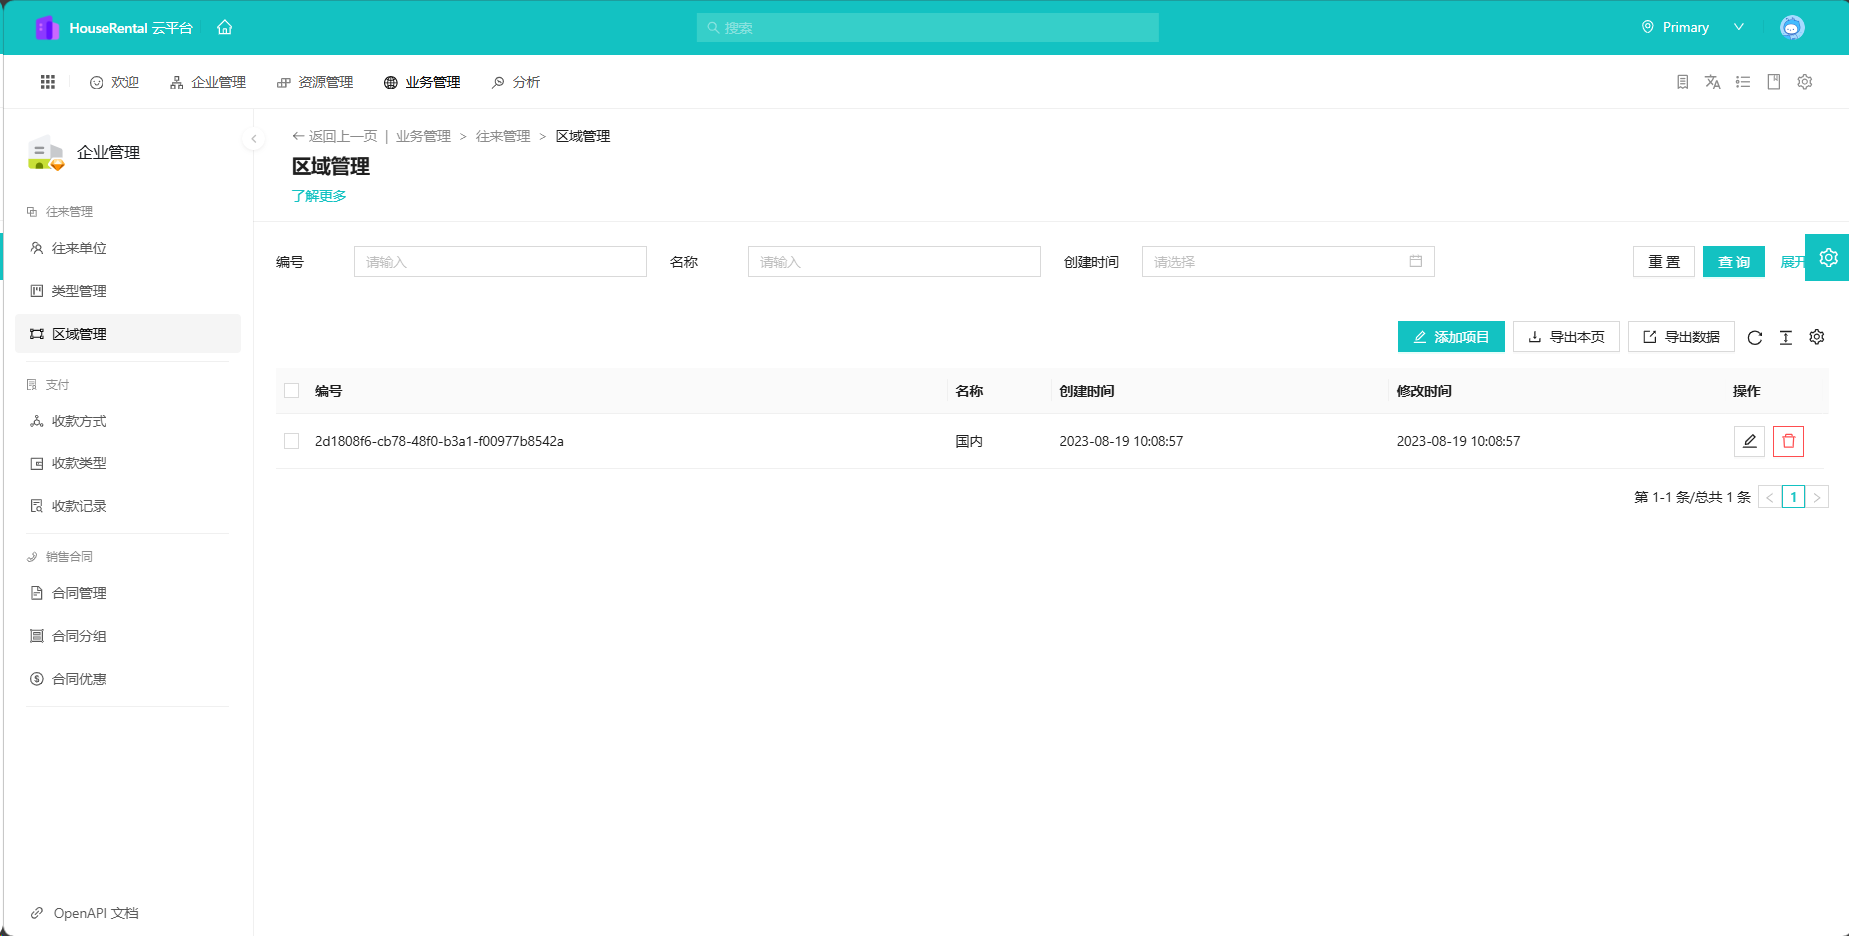 HouseRental 云平台
搜索
Primary
欢迎
企业管理
资源管理
业务管理
分析
企业管理
往来管理
往来单位
类型管理
区域管理
支付
收款方式
收款类型
收款记录
销售合同
合同管理
合同分组
合同优惠
OpenAPI 文档
返回上一页 | 业务管理 > 往来管理 > 区域管理
区域管理
了解更多
编号 请输入 名称 请输入 创建时间 请选择 重 置 查 询 展开
添加项目 导出本页 导出数据
编号 名称 创建时间 修改时间 操作
2d1808f6-cb78-48f0-b3a1-f00977b8542a 国内 2023-08-19 10:08:57 2023-08-19 10:08:57
第 1-1 条/总共 1 条 < 1 >